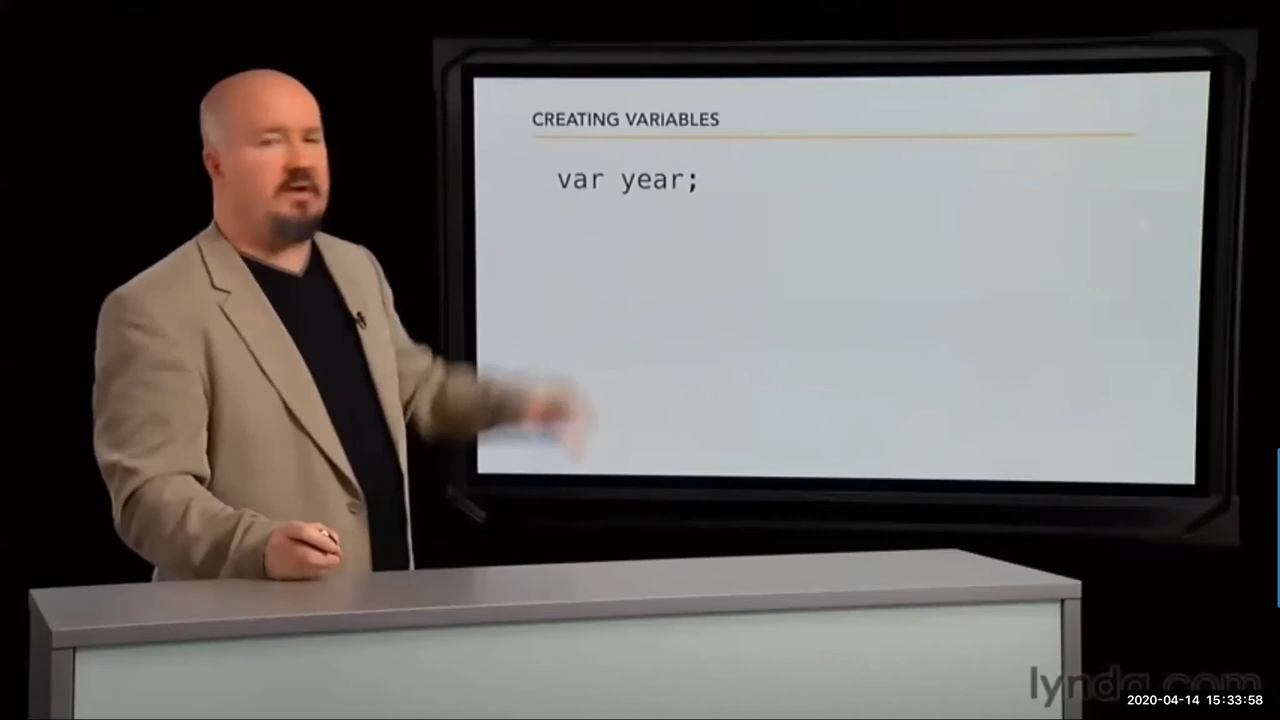 CREATING VARIABLES
var year;
lynda.com
2020-04-14 15:33:58